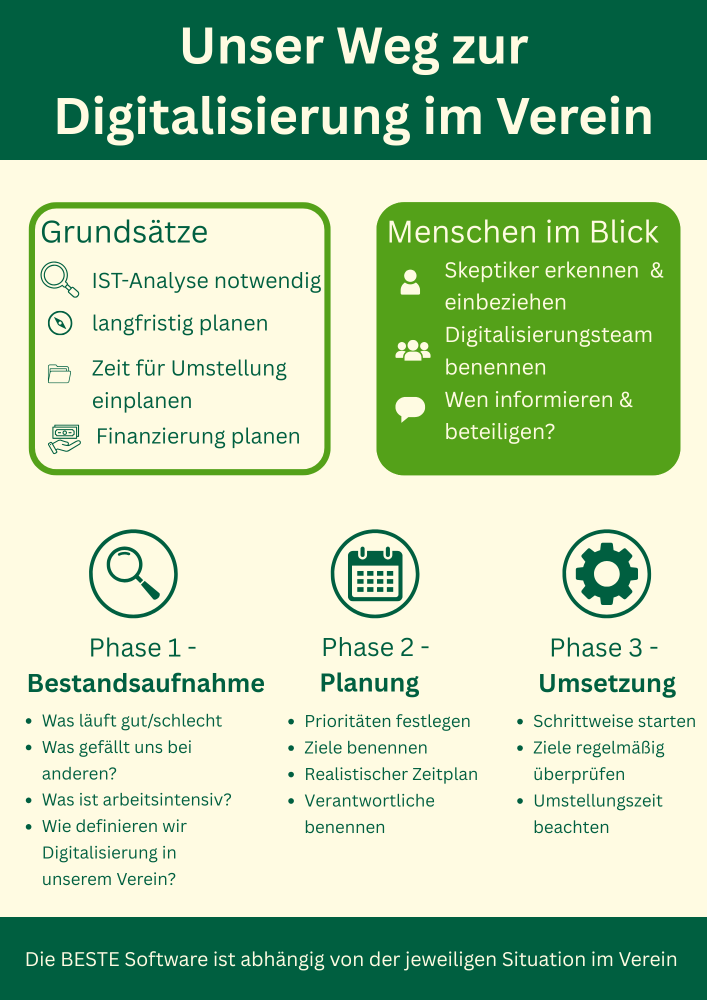 Unser Weg zur
Digitalisierung im Verein
Grundsätze
IST-Analyse notwendig
langfristig planen
Zeit für Umstellung
einplanen
Finanzierung planen
Menschen im Blick
Skeptiker erkennen &
einbeziehen
Digitalisierungsteam
benennen
Wen informieren &
beteiligen?
Phase 1 -
Bestandsaufnahme
• Was läuft gut/schlecht
• Was gefällt uns bei
anderen?
• Was ist arbeitsintensiv?
• Wie definieren wir
Digitalisierung in
unserem Verein?
Phase 2 -
Planung
• Prioritäten festlegen
• Ziele benennen
• Realistischer Zeitplan
• Verantwortliche
benennen
Phase 3 -
Umsetzung
• Schrittweise starten
• Ziele regelmäßig
überprüfen
• Umstellungszeit
beachten
Die BESTE Software ist abhängig von der jeweiligen Situation im Verein